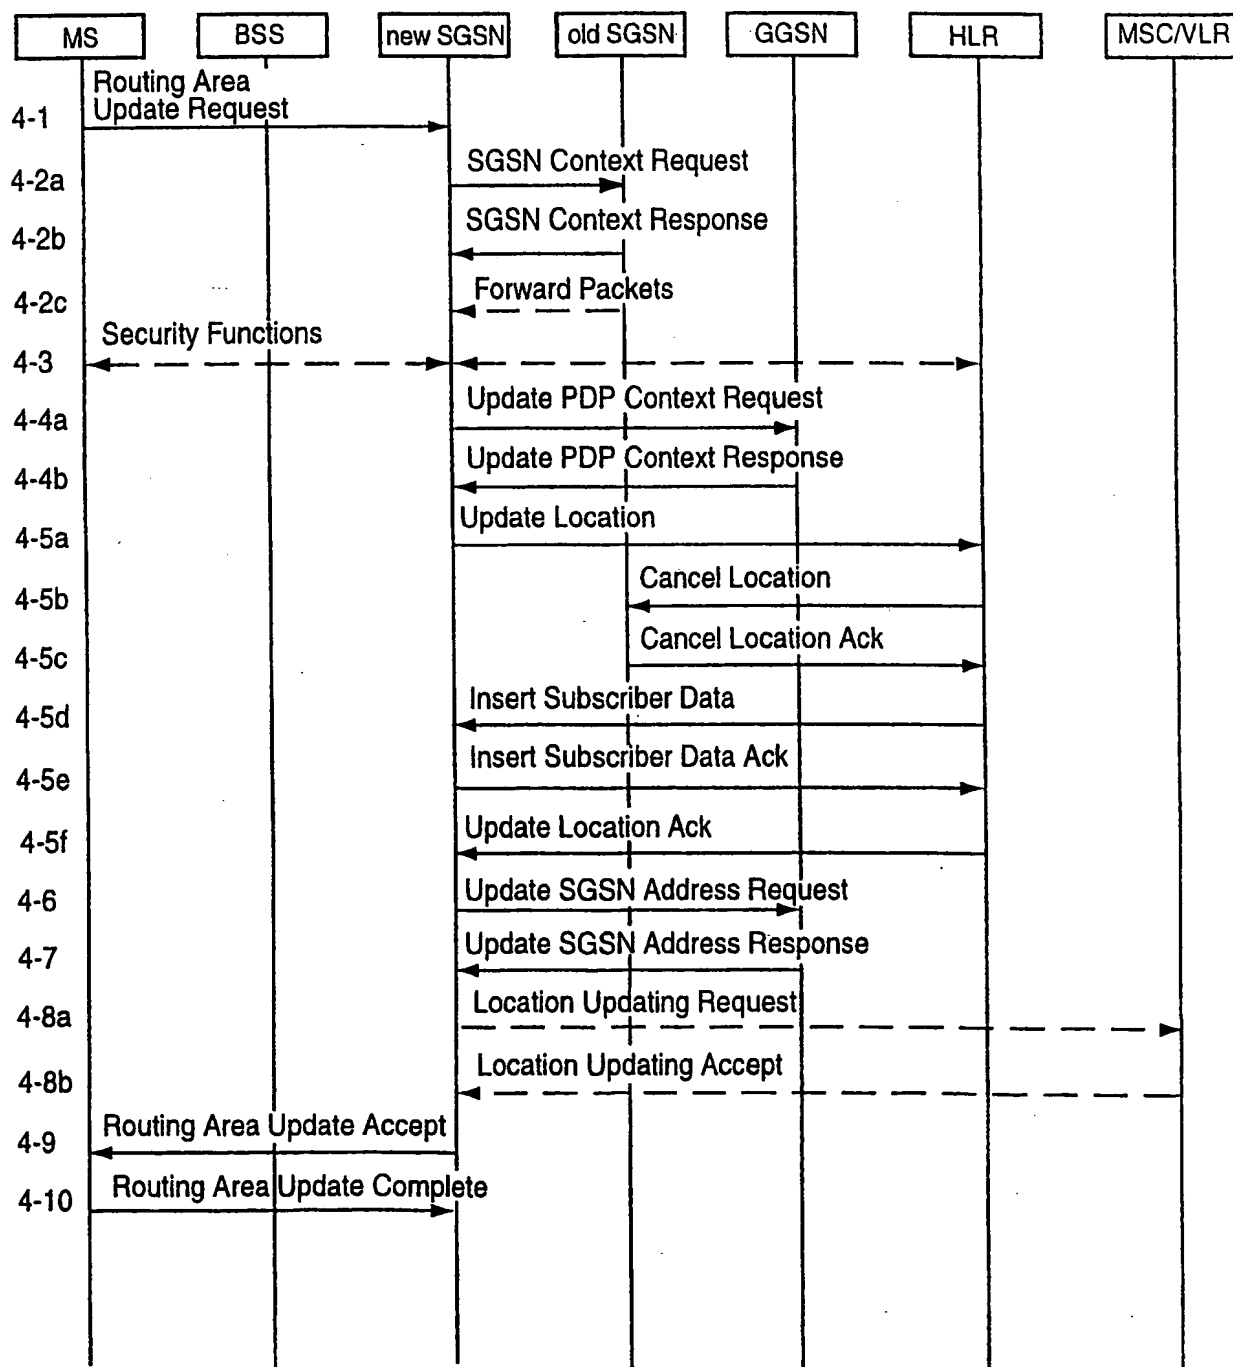 MS BSS new SGSN old SGSN GGSN HLR MSC/VLR
Routing Area
4-1 Update Request
4-2a SGSN Context Request
4-2b SGSN Context Response
4-2c Forward Packets
Security Functions
4-3
4-4a Update PDP Context Request
4-4b Update PDP Context Response
4-5a Update Location
4-5b Cancel Location
4-5c Cancel Location Ack
4-5d Insert Subscriber Data
4-5e Insert Subscriber Data Ack
4-5f Update Location Ack
4-6 Update SGSN Address Request
4-7 Update SGSN Address Response
4-8a Location Updating Request
4-8b Location Updating Accept
4-9 Routing Area Update Accept
4-10 Routing Area Update Complete